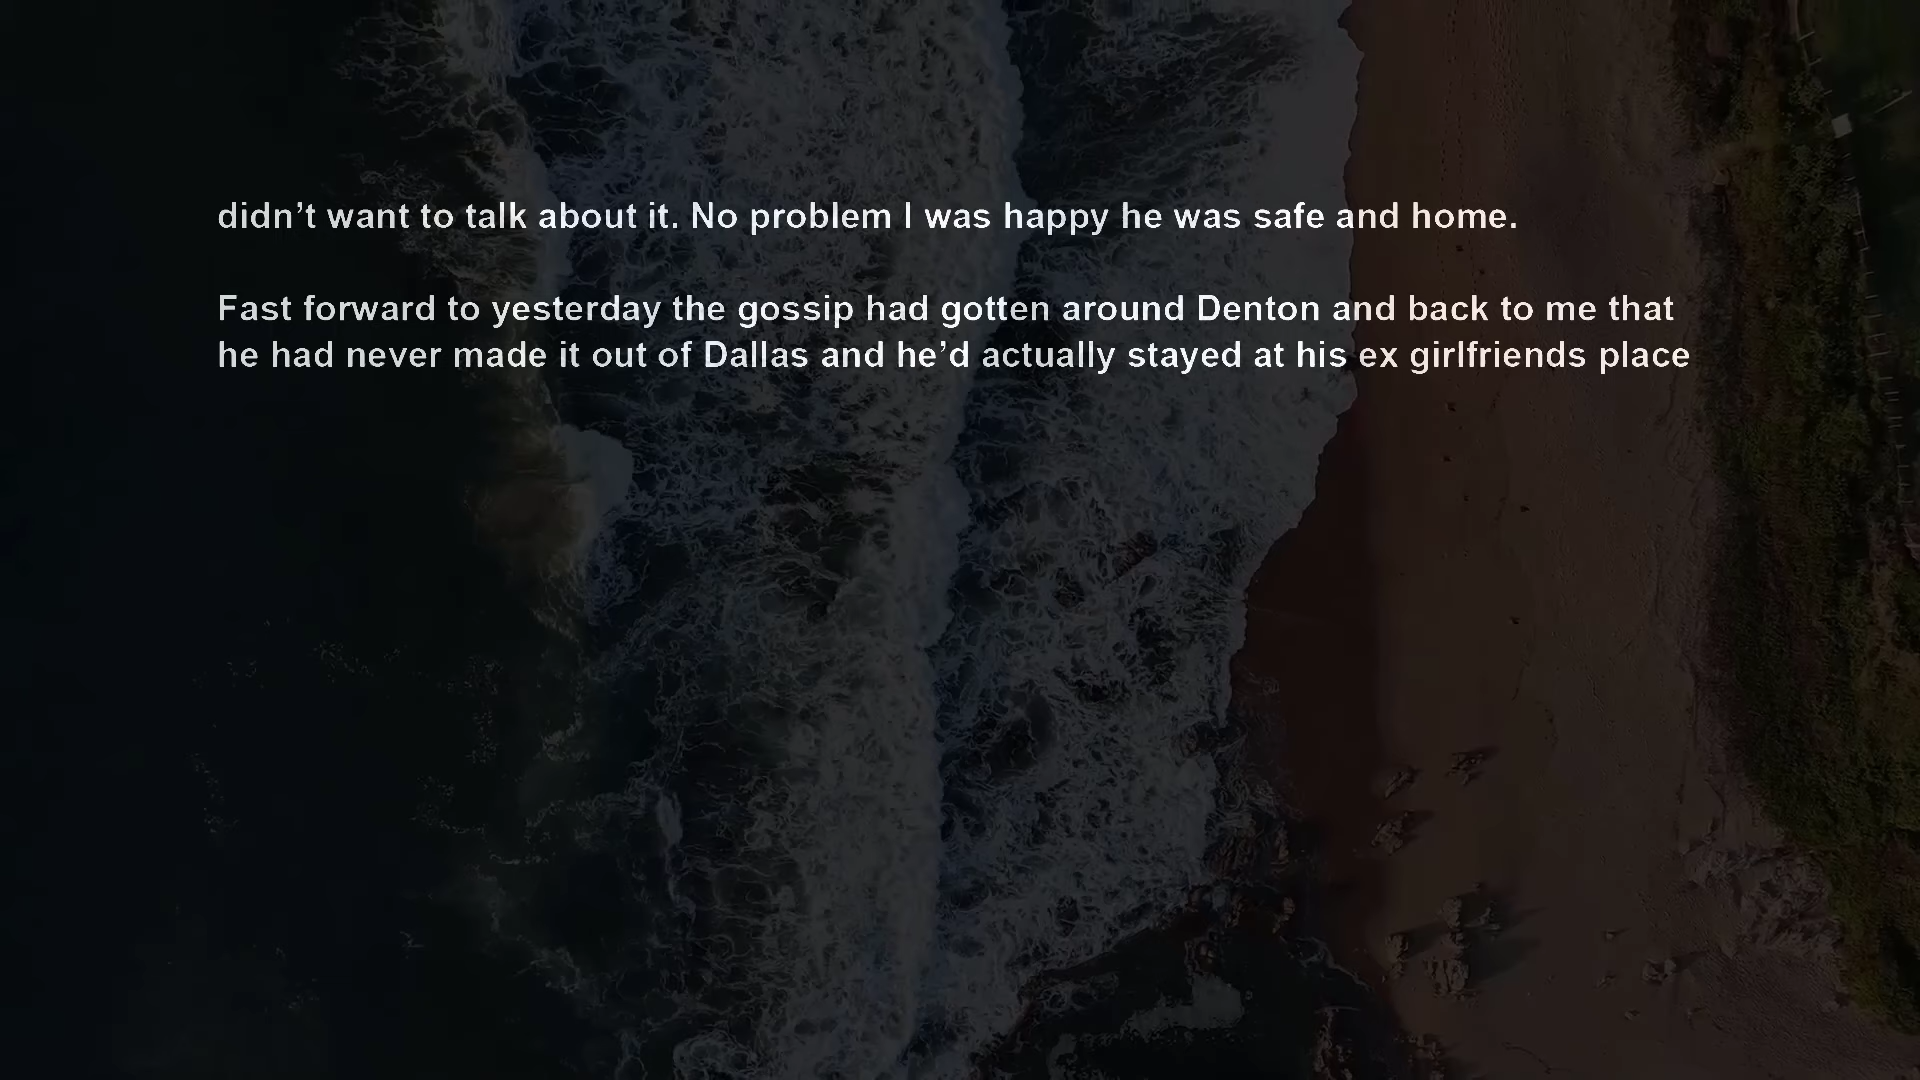 didn’t want to talk about it. No problem I was happy he was safe and home.
Fast forward to yesterday the gossip had gotten around Denton and back to me that
he had never made it out of Dallas and he’d actually stayed at his ex girlfriends place